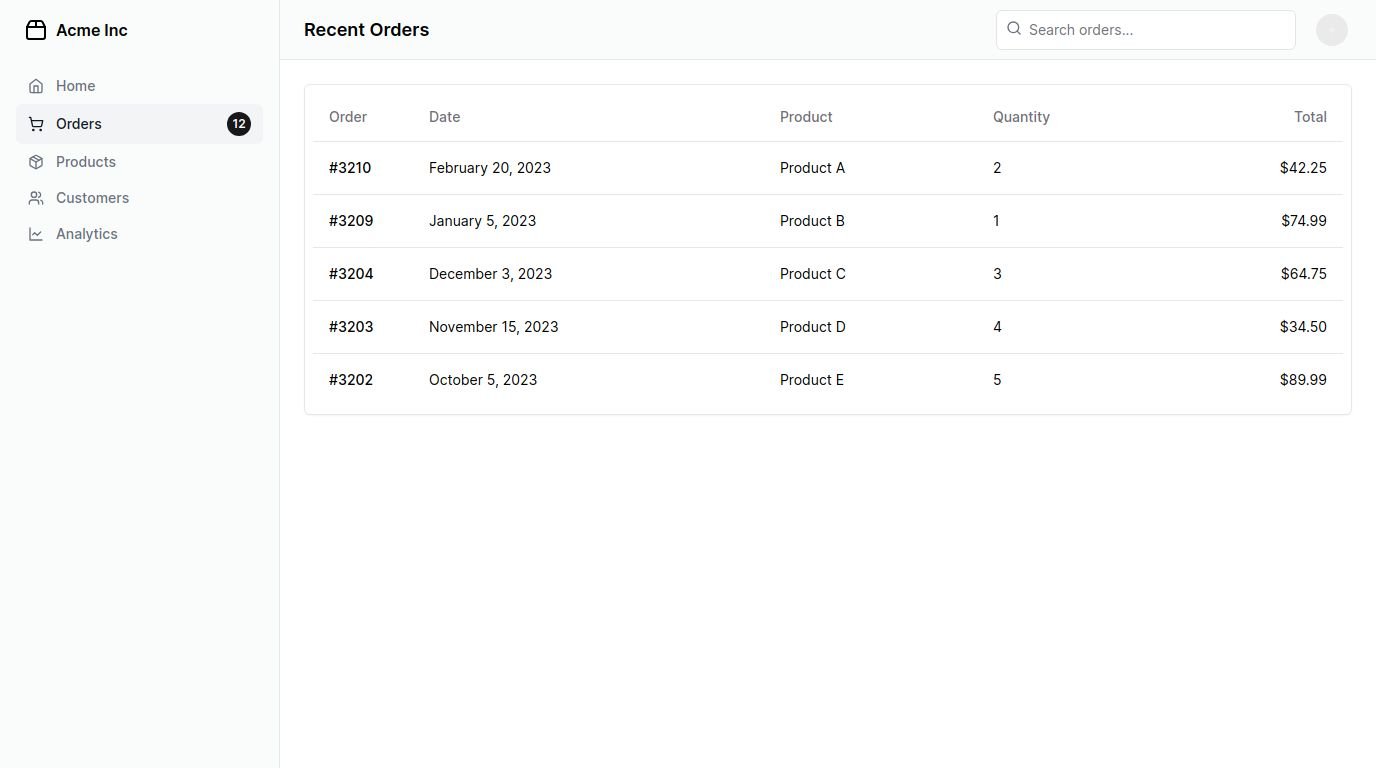 Acme Inc
Home
Orders 12
Products
Customers
Analytics
Recent Orders
Search orders...
Order Date Product Quantity Total
#3210 February 20, 2023 Product A 2 $42.25
#3209 January 5, 2023 Product B 1 $74.99
#3204 December 3, 2023 Product C 3 $64.75
#3203 November 15, 2023 Product D 4 $34.50
#3202 October 5, 2023 Product E 5 $89.99